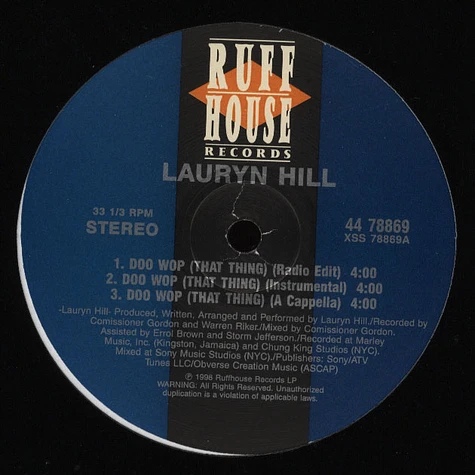 RUFF
HOUSE
RECORDS
LAURYN HILL
33 1/3 RPM
STEREO
44 78869
XSS 78869A
1. DOO WOP (THAT THING) (Radio Edit) 4:00
2. DOO WOP (THAT THING) (Instrumental) 4:00
3. DOO WOP (THAT THING) (A Cappella) 4:00
-Lauryn Hill- Produced, Written, Arranged and Performed by Lauryn Hill./Recorded by
Comissioner Gordon and Warren Riker./Mixed by Comissioner Gordon.
Assisted by Errol Brown and Storm Jefferson./Recorded at Marley
Music, Inc. (Kingston, Jamaica) and Chung King Studios (NYC).
Mixed at Sony Music Studios (NYC)./Publishers: Sony/ATV
Tunes LLC/Obverse Creation Music (ASCAP)
℗ 1998 Ruffhouse Records LP
WARNING: All Rights Reserved. Unauthorized
duplication is a violation of applicable laws.